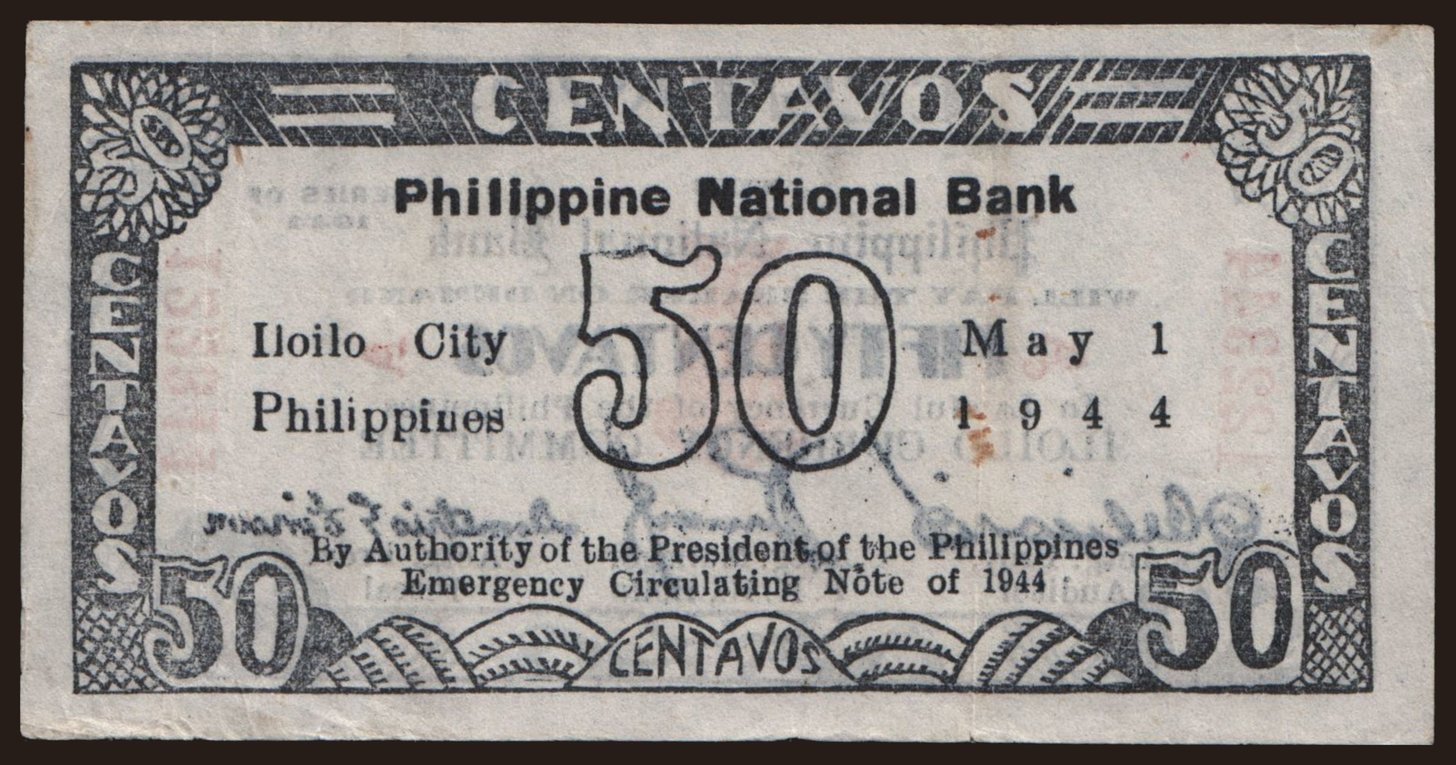 CENTAVOS
50
50
Philippine National Bank
50
CENTAVOS
CENTAVOS
Iloilo City
May 1
Philippines
1944
By Authority of the President of the Philippines
Emergency Circulating Note of 1944
50
CENTAVOS
50